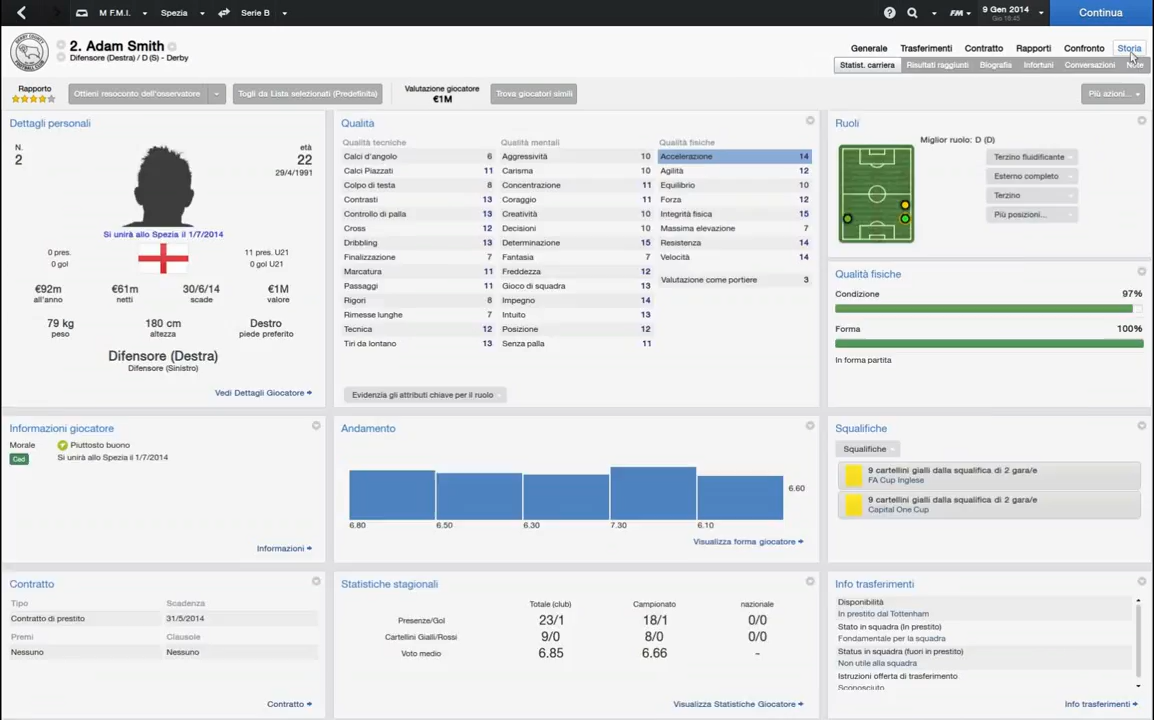 M F.M.I.
Spezia
Serie B
9 Gen 2014
Gio 18:45
Continua
2. Adam Smith
Difensore (Destra) / D (S) - Derby
Generale
Trasferimenti
Contratto
Rapporti
Confronto
Storia
Statist. carriera
Risultati raggiunti
Biografia
Infortuni
Conversazioni
Note
Rapporto
Ottieni resoconto dell'osservatore
Togli da Lista selezionati (Predefinita)
Valutazione giocatore
€1M
Trova giocatori simili
Più azioni...
Dettagli personali
N.
2
età
22
29/4/1991
Si unirà allo Spezia il 1/7/2014
0 pres.
0 gol
11 pres. U21
0 gol U21
€92m
all'anno
€61m
netti
30/6/14
scade
€1M
valore
79 kg
peso
180 cm
altezza
Destro
piede preferito
Difensore (Destra)
Difensore (Sinistro)
Vedi Dettagli Giocatore
Qualità
Qualità tecniche
Calci d'angolo 6
Calci Piazzati 11
Colpo di testa 8
Contrasti 13
Controllo di palla 13
Cross 12
Dribbling 13
Finalizzazione 7
Marcatura 11
Passaggi 11
Rigori 8
Rimesse lunghe 7
Tecnica 12
Tiri da lontano 13
Qualità mentali
Aggressività 10
Carisma 10
Concentrazione 11
Coraggio 11
Creatività 10
Decisioni 10
Determinazione 15
Fantasia 7
Freddezza 12
Gioco di squadra 13
Impegno 14
Intuito 13
Posizione 12
Senza palla 11
Qualità fisiche
Accelerazione 14
Agilità 12
Equilibrio 10
Forza 12
Integrità fisica 15
Massima elevazione 7
Resistenza 14
Velocità 14
Valutazione come portiere 3
Evidenzia gli attributi chiave per il ruolo
Ruoli
Miglior ruolo: D (D)
Terzino fluidificante
Esterno completo
Terzino
Più posizioni...
Qualità fisiche
Condizione 97%
Forma 100%
In forma partita
Informazioni giocatore
Morale
Piuttosto buono
Ced
Si unirà allo Spezia il 1/7/2014
Informazioni
Andamento
6.60
6.80 6.50 6.30 7.30 6.10
Visualizza forma giocatore
Squalifiche
Squalifiche
9 cartellini gialli dalla squalifica di 2 gara/e
FA Cup Inglese
9 cartellini gialli dalla squalifica di 2 gara/e
Capital One Cup
Contratto
Tipo Scadenza
Contratto di prestito 31/5/2014
Premi Clausole
Nessuno Nessuno
Contratto
Statistiche stagionali
Totale (club) Campionato nazionale
Presenze/Gol 23/1 18/1 0/0
Cartellini Gialli/Rossi 9/0 8/0 0/0
Voto medio 6.85 6.66 -
Visualizza Statistiche Giocatore
Info trasferimenti
Disponibilità
In prestito dal Tottenham
Stato in squadra (In prestito)
Fondamentale per la squadra
Status in squadra (fuori in prestito)
Non utile alla squadra
Istruzioni offerta di trasferimento
Sconosciuto
Info trasferimenti